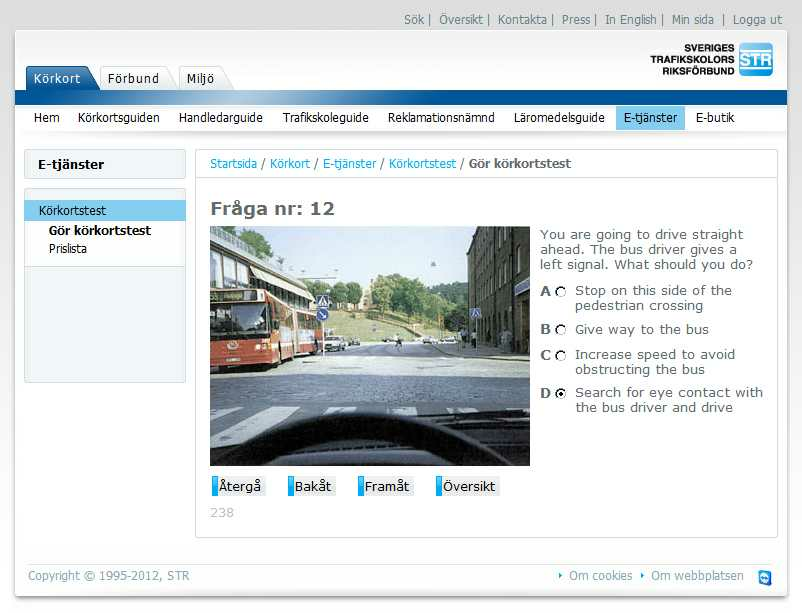 Sök | Översikt | Kontakta | Press | In English | Min sida | Logga ut
SVERIGES
TRAFIKSKOLORS
RIKSFÖRBUND
STR
Körkort Förbund Miljö
Hem Körkortsguiden Handledarguide Trafikskoleguide Reklamationsnämnd Läromedelsguide E-tjänster E-butik
E-tjänster
Körkortstest
Gör körkortstest
Prislista
Startsida / Körkort / E-tjänster / Körkortstest / Gör körkortstest
Fråga nr: 12
You are going to drive straight
ahead. The bus driver gives a
left signal. What should you do?
A Stop on this side of the
pedestrian crossing
B Give way to the bus
C Increase speed to avoid
obstructing the bus
D Search for eye contact with
the bus driver and drive
Återgå Bakåt Framåt Översikt
238
Copyright © 1995-2012, STR
Om cookies Om webbplatsen